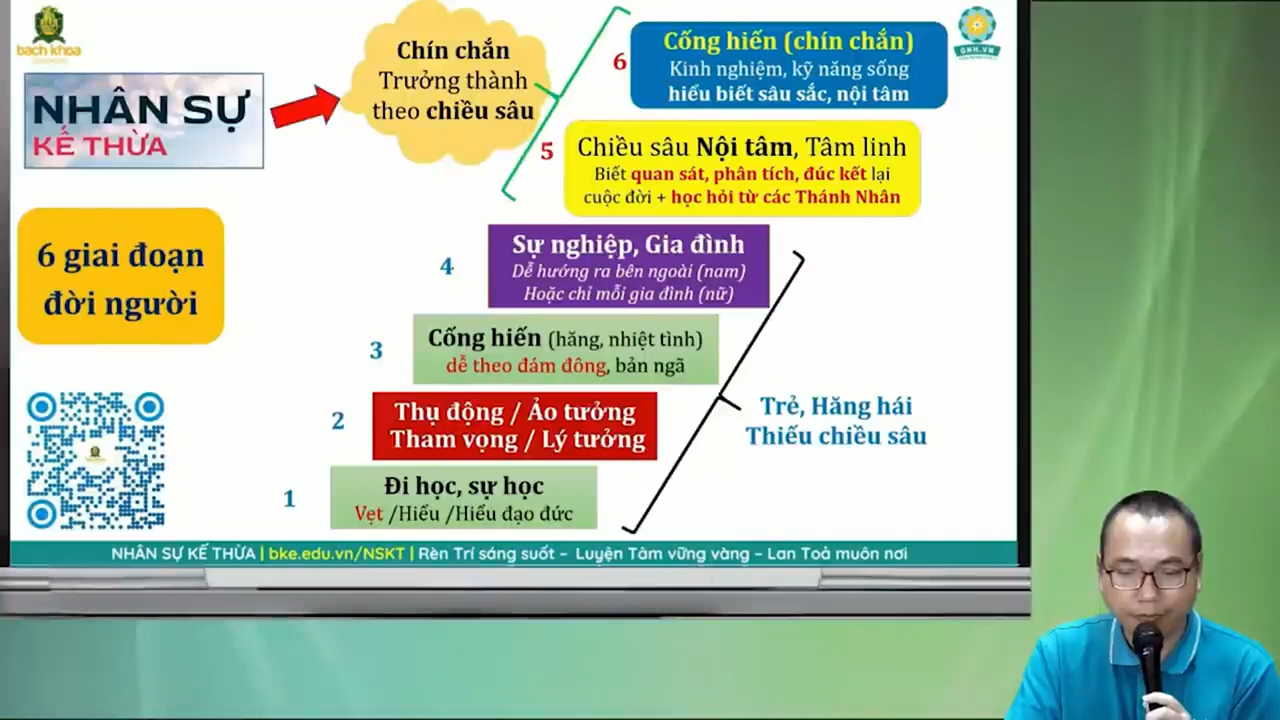 bach khoa
NHÂN SỰ
KẾ THỪA
Chín chắn
Trưởng thành
theo chiều sâu
6
Cống hiến (chín chắn)
Kinh nghiệm, kỹ năng sống
hiểu biết sâu sắc, nội tâm
5
Chiều sâu Nội tâm, Tâm linh
Biết quan sát, phân tích, đúc kết lại
cuộc đời + học hỏi từ các Thánh Nhân
6 giai đoạn
đời người
4
Sự nghiệp, Gia đình
Dễ hướng ra bên ngoài (nam)
Hoặc chỉ mỗi gia đình (nữ)
3
Cống hiến (hăng, nhiệt tình)
dễ theo đám đông, bản ngã
2
Thụ động / Ảo tưởng
Tham vọng / Lý tưởng
1
Đi học, sự học
Vẹt /Hiểu /Hiểu đạo đức
Trẻ, Hăng hái
Thiếu chiều sâu
NHÂN SỰ KẾ THỪA | bke.edu.vn/NSKT | Rèn Trí sáng suốt – Luyện Tâm vững vàng – Lan Toả muôn nơi